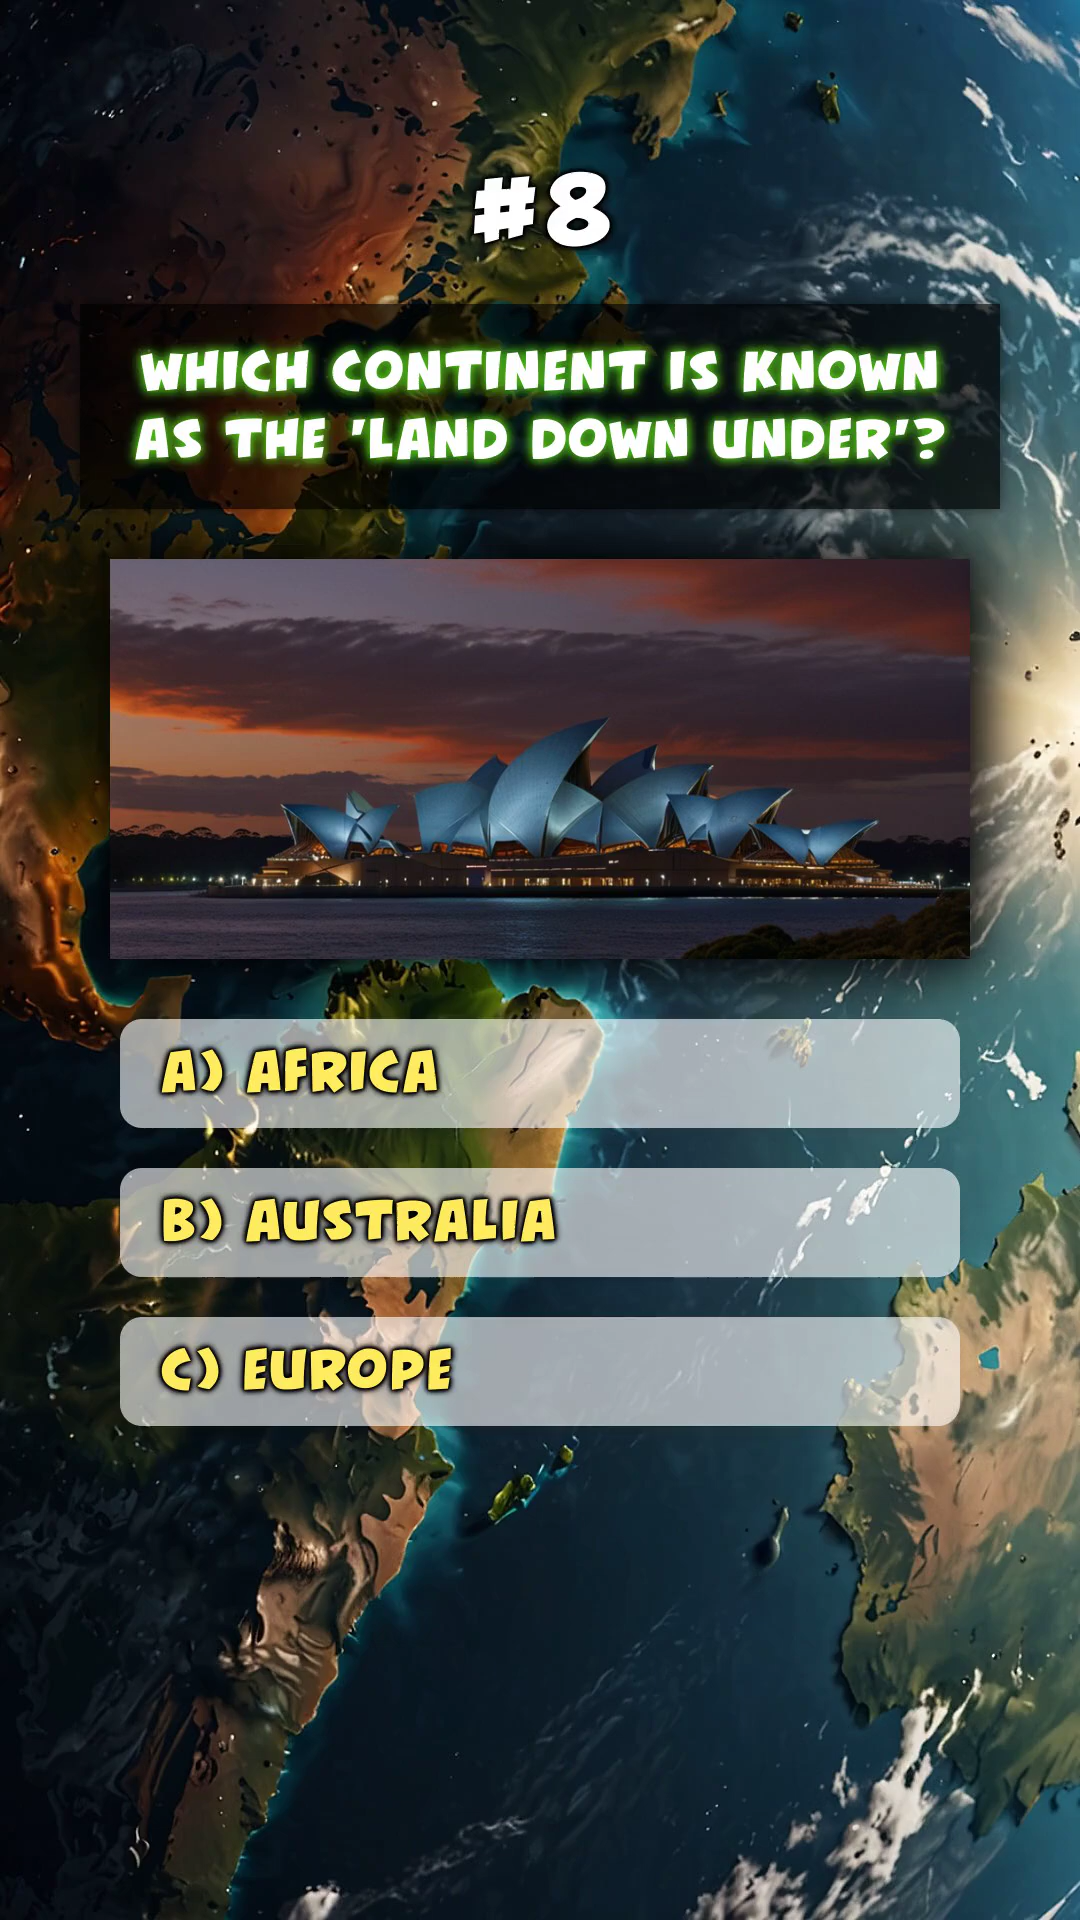 #8
WHICH CONTINENT IS KNOWN
AS THE 'LAND DOWN UNDER'?
A) AFRICA
B) AUSTRALIA
C) EUROPE